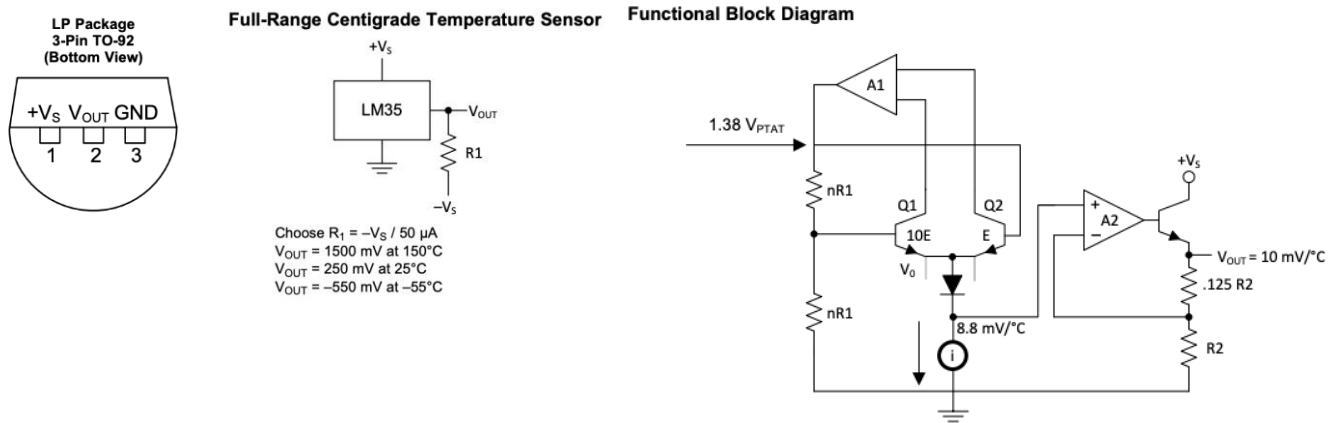 LP Package
3-Pin TO-92
(Bottom View)
+VS VOUT GND
1 2 3
Full-Range Centigrade Temperature Sensor
+VS
LM35
VOUT
R1
–VS
Choose R1 = –VS / 50 µA
VOUT = 1500 mV at 150°C
VOUT = 250 mV at 25°C
VOUT = –550 mV at –55°C
Functional Block Diagram
A1
1.38 VPTAT
nR1
Q1
Q2
10E
E
V0
nR1
8.8 mV/°C
i
+VS
+
A2
−
VOUT = 10 mV/°C
.125 R2
R2